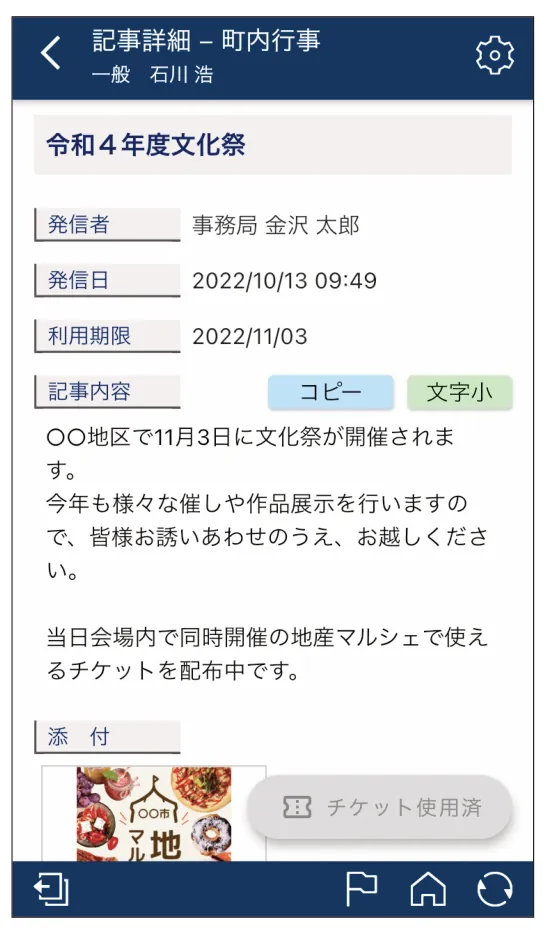 記事詳細 – 町内行事
一般　石川 浩
令和４年度文化祭
発信者　事務局 金沢 太郎
発信日　2022/10/13 09:49
利用期限　2022/11/03
記事内容　コピー　文字小
〇〇地区で11月3日に文化祭が開催されま
す。
今年も様々な催しや作品展示を行いますの
で、皆様お誘いあわせのうえ、お越しくださ
い。
当日会場内で同時開催の地産マルシェで使え
るチケットを配布中です。
添　付
〇〇市
地
マル
チケット使用済